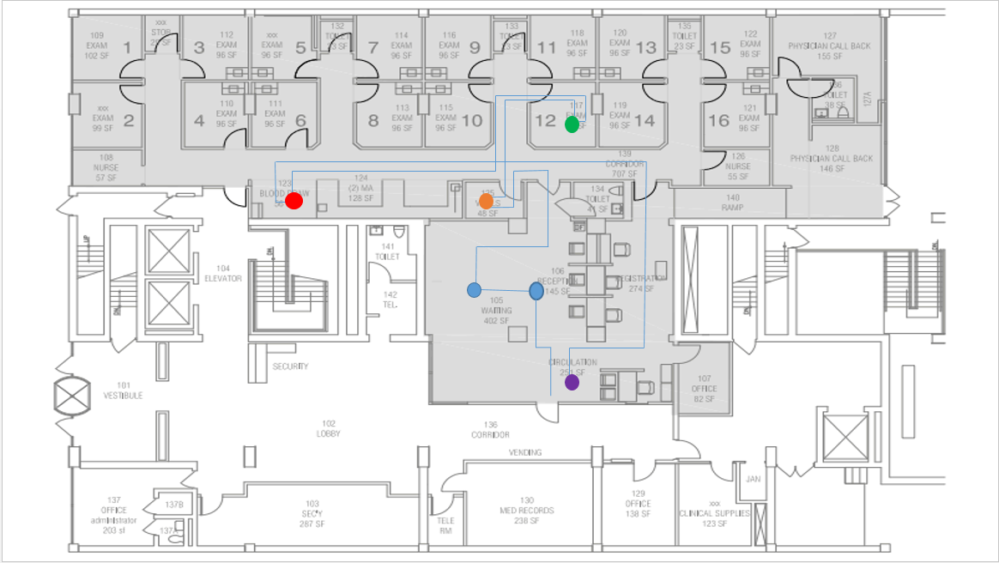 109
EXAM
102 SF
1
xxx
STOR
3
112
EXAM
96 SF
xxx
EXAM
96 SF
5
132
TOILET
7
114
EXAM
96 SF
116
EXAM
96 SF
9
133
TOILET
11
118
EXAM
96 SF
120
EXAM
96 SF
13
135
TOILET
23 SF
15
122
EXAM
96 SF
127
PHYSICIAN CALL BACK
155 SF
xxx
EXAM
99 SF
2
4
110
EXAM
96 SF
111
EXAM
96 SF
6
8
113
EXAM
96 SF
115
EXAM
96 SF
10
12
117
EXAM
119
EXAM
96 SF
14
16
121
EXAM
96 SF
TOILET
38 SF
127A
108
NURSE
57 SF
139
CORRIDOR
707 SF
126
NURSE
55 SF
128
PHYSICIAN CALL BACK
146 SF
123
BLOOD DRAW
124
(2) MA
128 SF
48 SF
134
TOILET
41 SF
140
RAMP
UP
DN
104
ELEVATOR
DN
141
TOILET
142
TEL.
105
WAITING
402 SF
106
RECEPTION
145 SF
REGISTRATION
274 SF
DN
DN
CIRCULATION
251 SF
107
OFFICE
82 SF
SECURITY
101
VESTIBULE
102
LOBBY
136
CORRIDOR
VENDING
137
OFFICE
administrator
203 sf
137B
137A
103
SEC'Y
287 SF
TELE
RM
130
MED RECORDS
238 SF
129
OFFICE
138 SF
xxx
CLINICAL SUPPLIES
123 SF
JAN